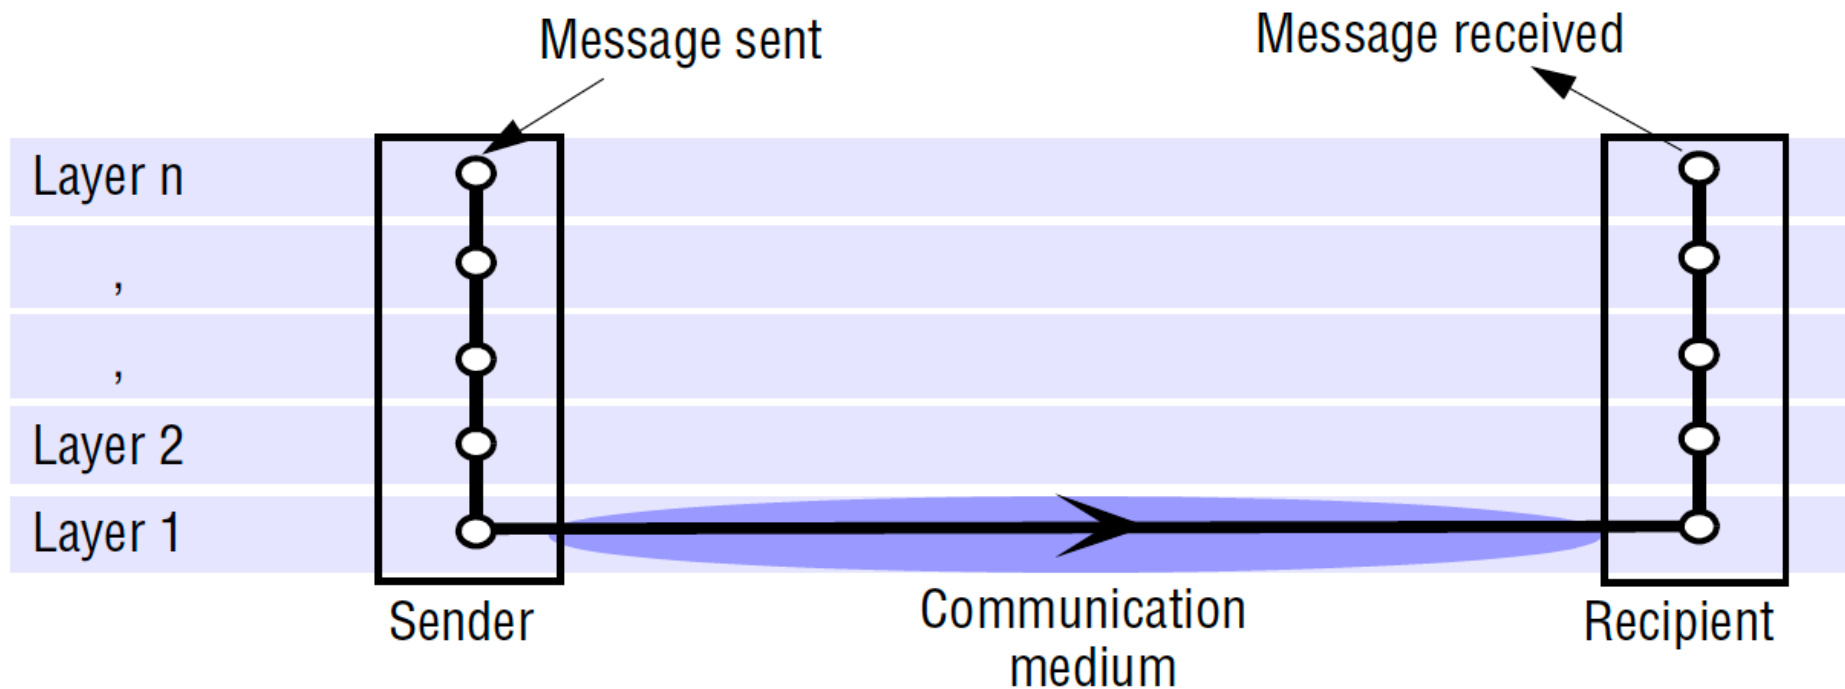 Message sent
Message received
Layer n
,
,
Layer 2
Layer 1
Sender
Communication
medium
Recipient